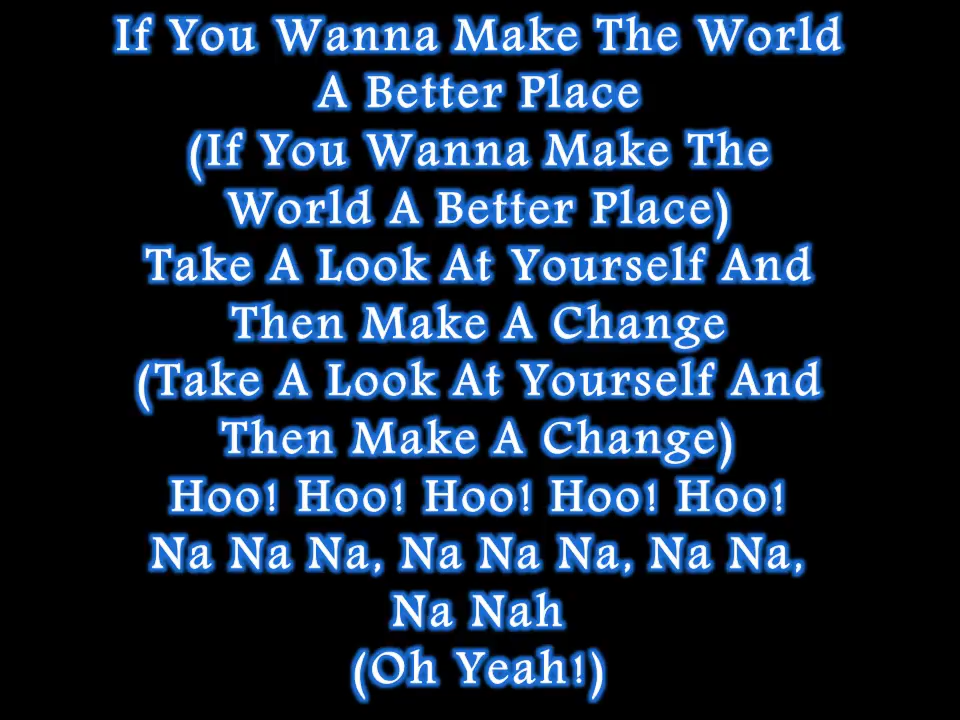 If You Wanna Make The World
A Better Place
(If You Wanna Make The
World A Better Place)
Take A Look At Yourself And
Then Make A Change
(Take A Look At Yourself And
Then Make A Change)
Hoo! Hoo! Hoo! Hoo! Hoo!
Na Na Na, Na Na Na, Na Na,
Na Nah
(Oh Yeah!)